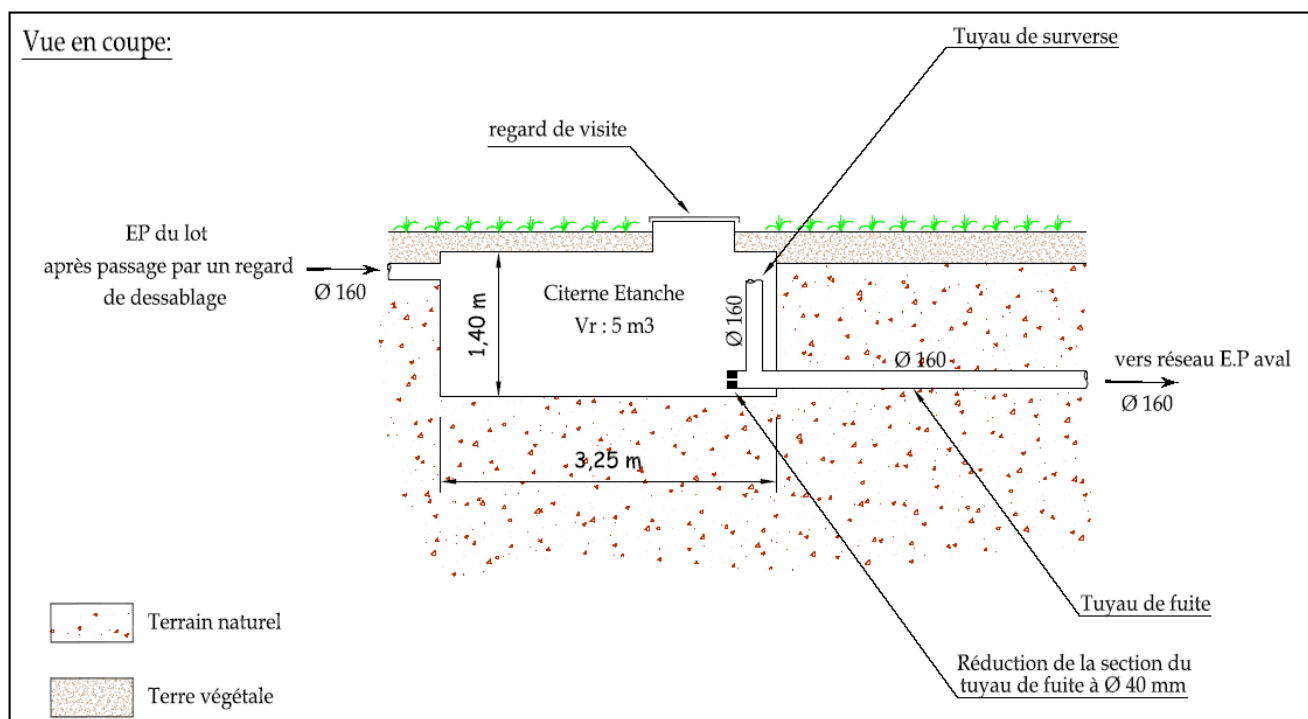 Vue en coupe:
Tuyau de surverse
regard de visite
EP du lot
après passage par un regard
de dessablage
Ø 160
1,40 m
Citerne Etanche
Vr : 5 m3
Ø 160
Ø 160
vers réseau E.P aval
Ø 160
3,25 m
Tuyau de fuite
Réduction de la section du
tuyau de fuite à Ø 40 mm
Terrain naturel
Terre végétale